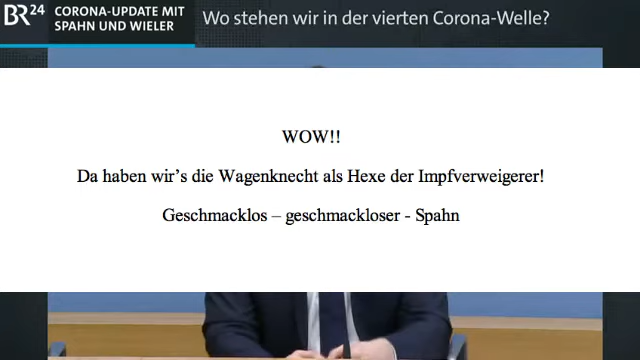 BR24
CORONA-UPDATE MIT
SPAHN UND WIELER
Wo stehen wir in der vierten Corona-Welle?
WOW!!
Da haben wir’s die Wagenknecht als Hexe der Impfverweigerer!
Geschmacklos – geschmackloser - Spahn